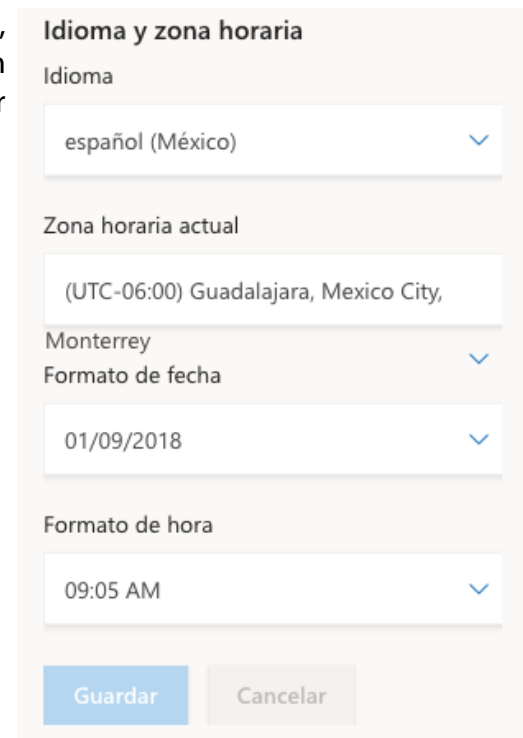 Idioma y zona horaria
Idioma
español (México)
Zona horaria actual
(UTC-06:00) Guadalajara, Mexico City,
Monterrey
Formato de fecha
01/09/2018
Formato de hora
09:05 AM
Guardar Cancelar